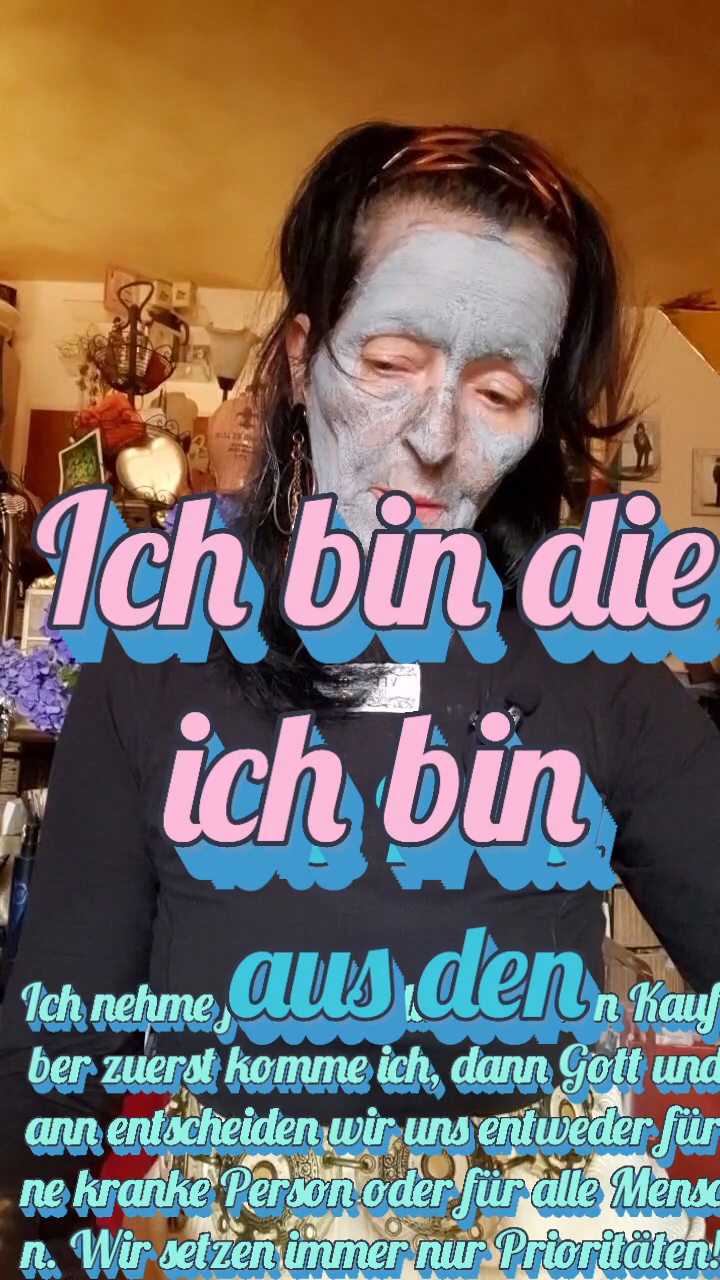 Ich bin die
ich bin
aus den
Ich nehme n Kauf
ber zuerst komme ich, dann Gott und
ann entscheiden wir uns entweder für
ne kranke Person oder für alle Mensc
n. Wir setzen immer nur Prioritäten!